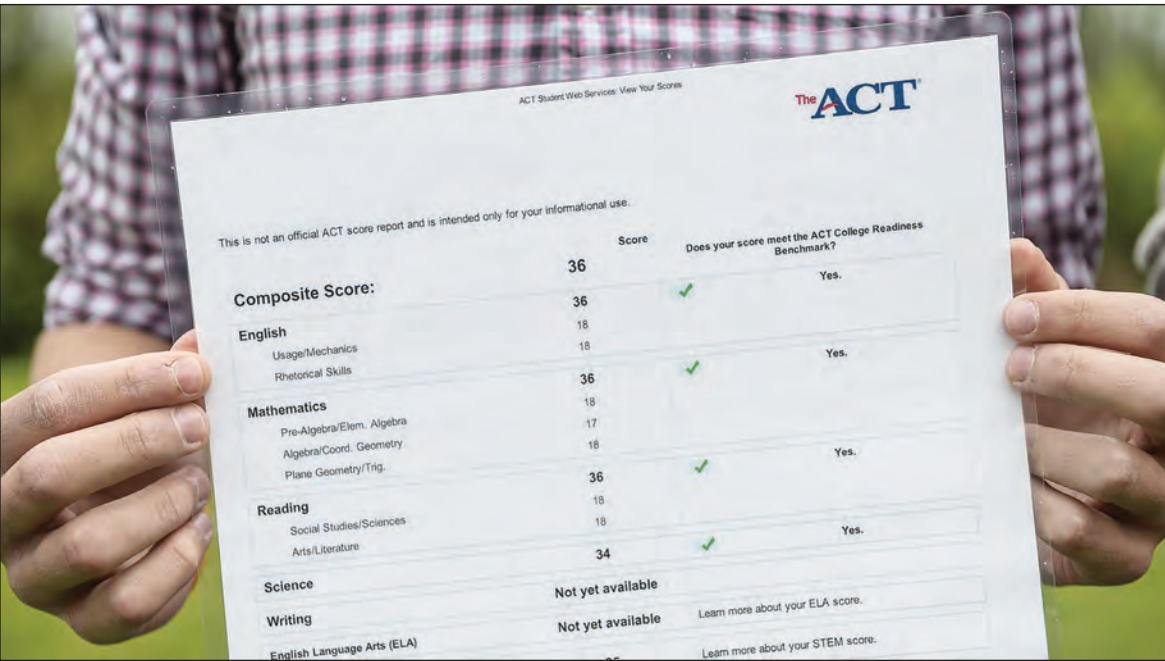 ACT Student Web Services: View Your Scores
The ACT
This is not an official ACT score report and is intended only for your informational use.
Score
Does your score meet the ACT College Readiness
Benchmark?
Composite Score: 36
English 36 Yes.
Usage/Mechanics 18
Rhetorical Skills 18
Mathematics 36 Yes.
Pre-Algebra/Elem. Algebra 18
Algebra/Coord. Geometry 17
Plane Geometry/Trig. 18
Reading 36 Yes.
Social Studies/Sciences 18
Arts/Literature 18
Science 34 Yes.
Writing Not yet available
English Language Arts (ELA) Not yet available Learn more about your ELA score.
Learn more about your STEM score.